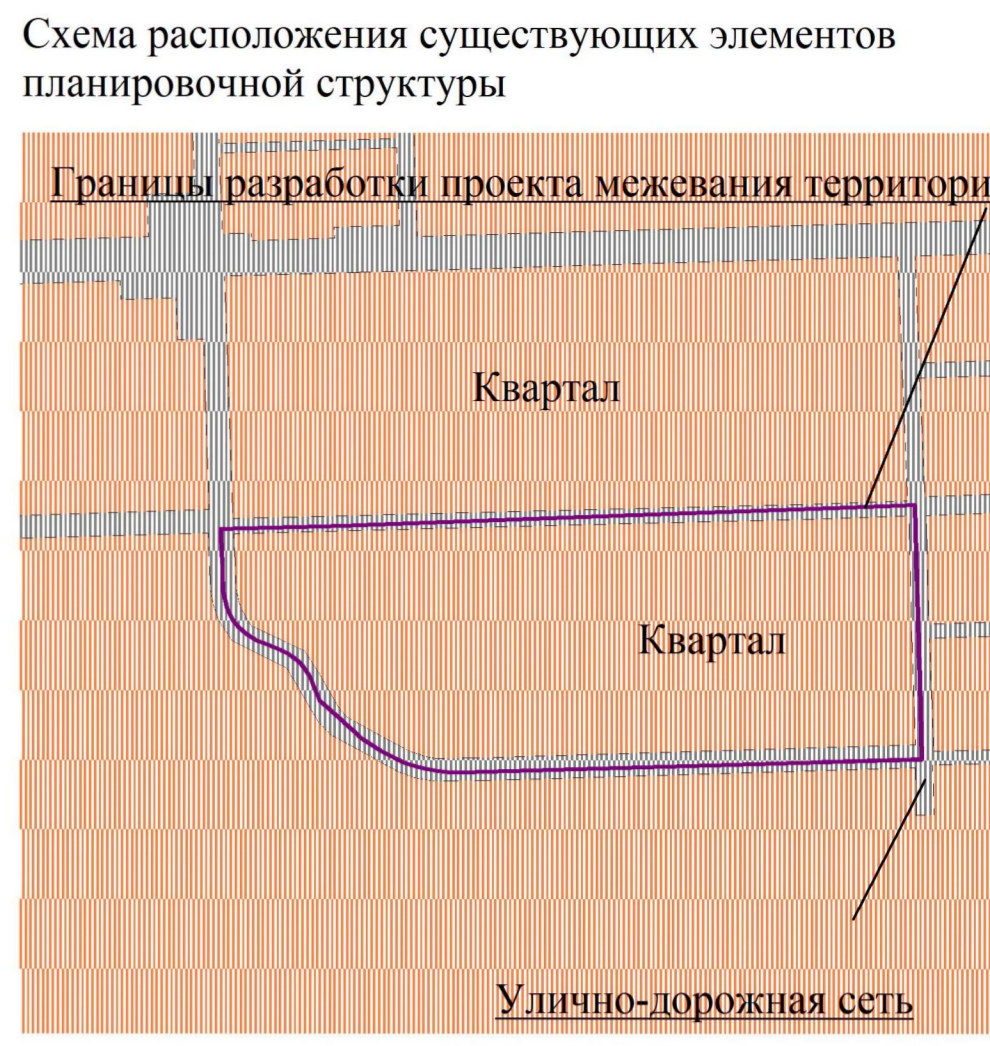 Схема расположения существующих элементов
планировочной структуры
Границы разработки проекта межевания территори
Квартал
Квартал
Улично-дорожная сеть